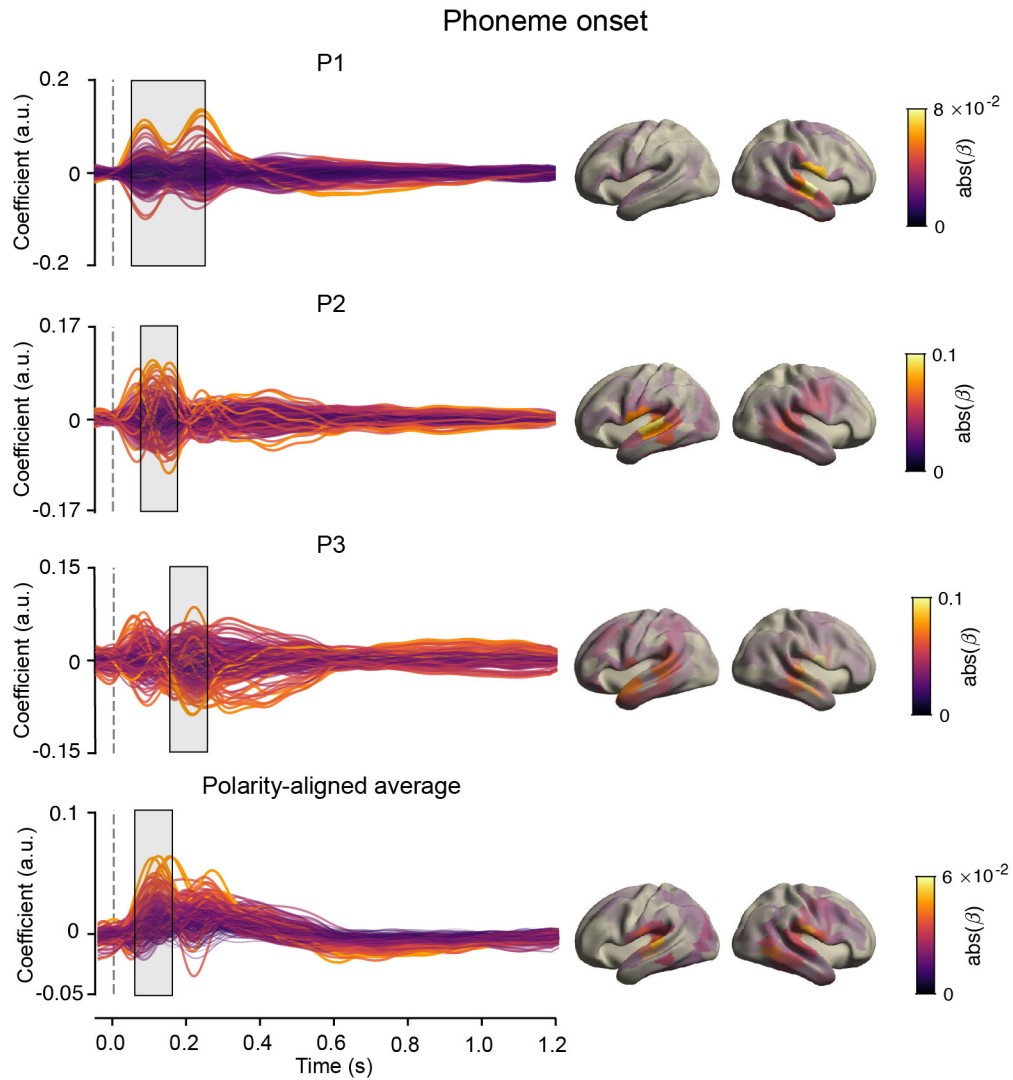 Phoneme onset
P1
Coefficient (a.u.)
0.2
0
-0.2
8 ×10-2
0
abs(β)
P2
Coefficient (a.u.)
0.17
0
-0.17
0.1
0
abs(β)
P3
Coefficient (a.u.)
0.15
0
-0.15
0.1
0
abs(β)
Polarity-aligned average
Coefficient (a.u.)
0.1
0
-0.05
6 ×10-2
0
abs(β)
0.0 0.2 0.4 0.6 0.8 1.0 1.2
Time (s)